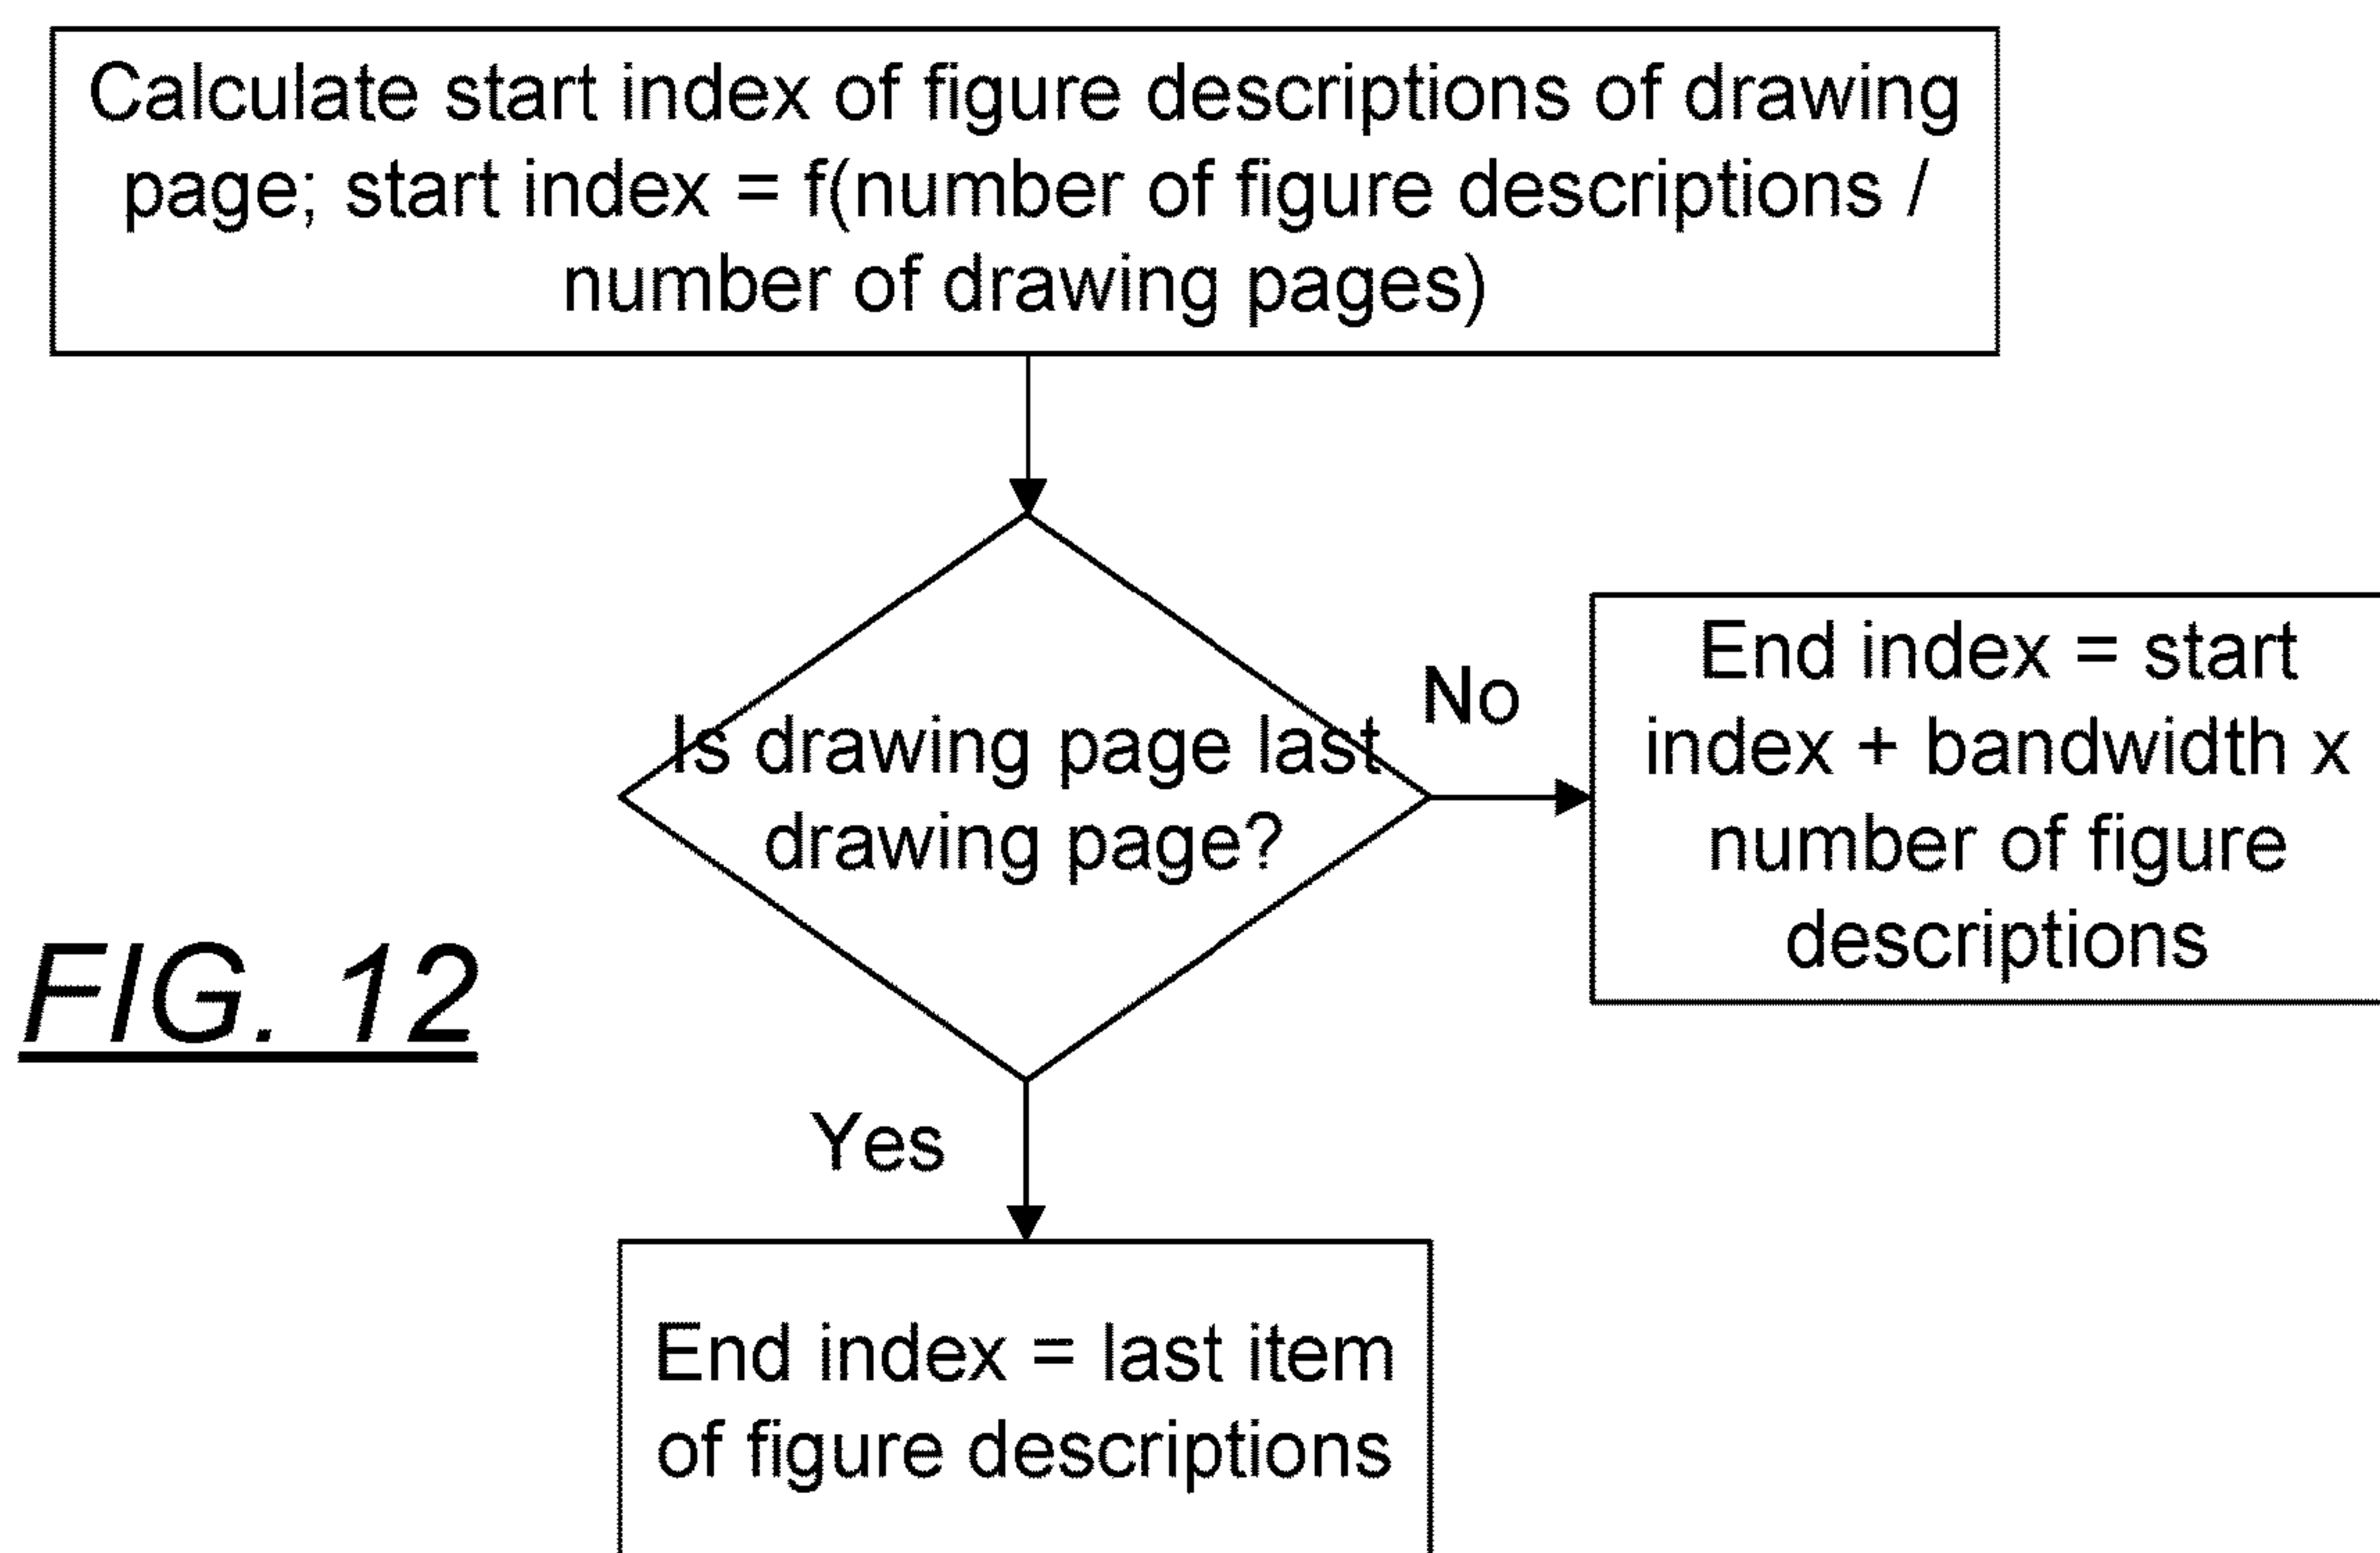 Calculate start index of figure descriptions of drawing
page; start index = f(number of figure descriptions /
number of drawing pages)
Is drawing page last
drawing page?
No
End index = start
index + bandwidth x
number of figure
descriptions
Yes
End index = last item
of figure descriptions
FIG. 12